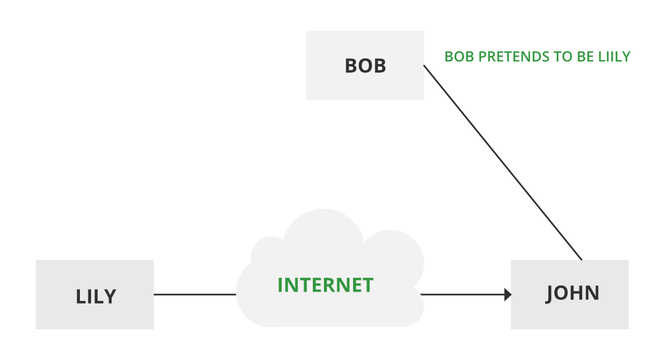 BOB
BOB PRETENDS TO BE LIILY
INTERNET
LILY
JOHN